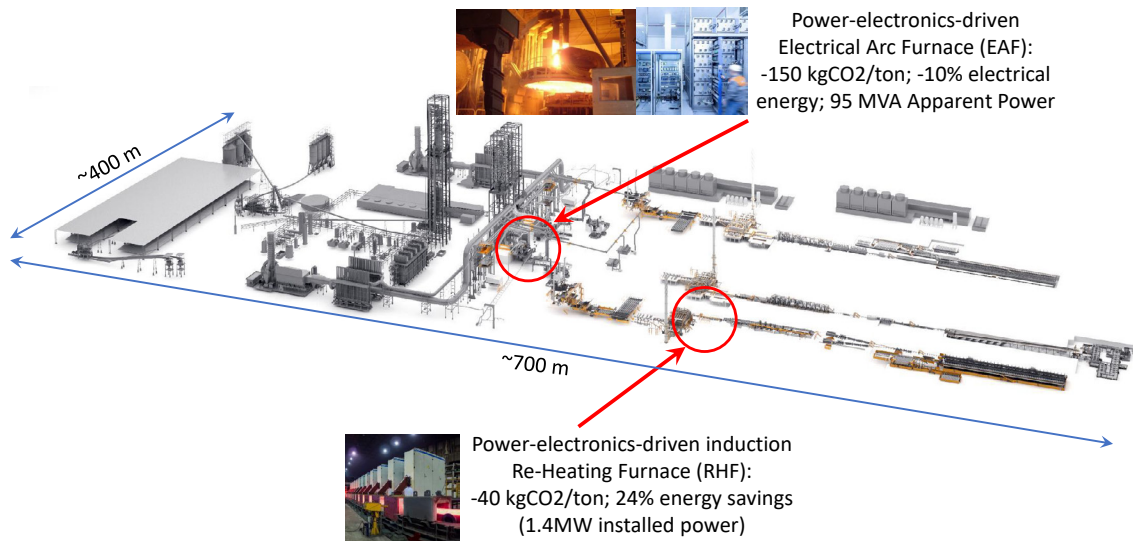 Power-electronics-driven
Electrical Arc Furnace (EAF):
-150 kgCO2/ton; -10% electrical
energy; 95 MVA Apparent Power
~400 m
~700 m
Power-electronics-driven induction
Re-Heating Furnace (RHF):
-40 kgCO2/ton; 24% energy savings
(1.4MW installed power)